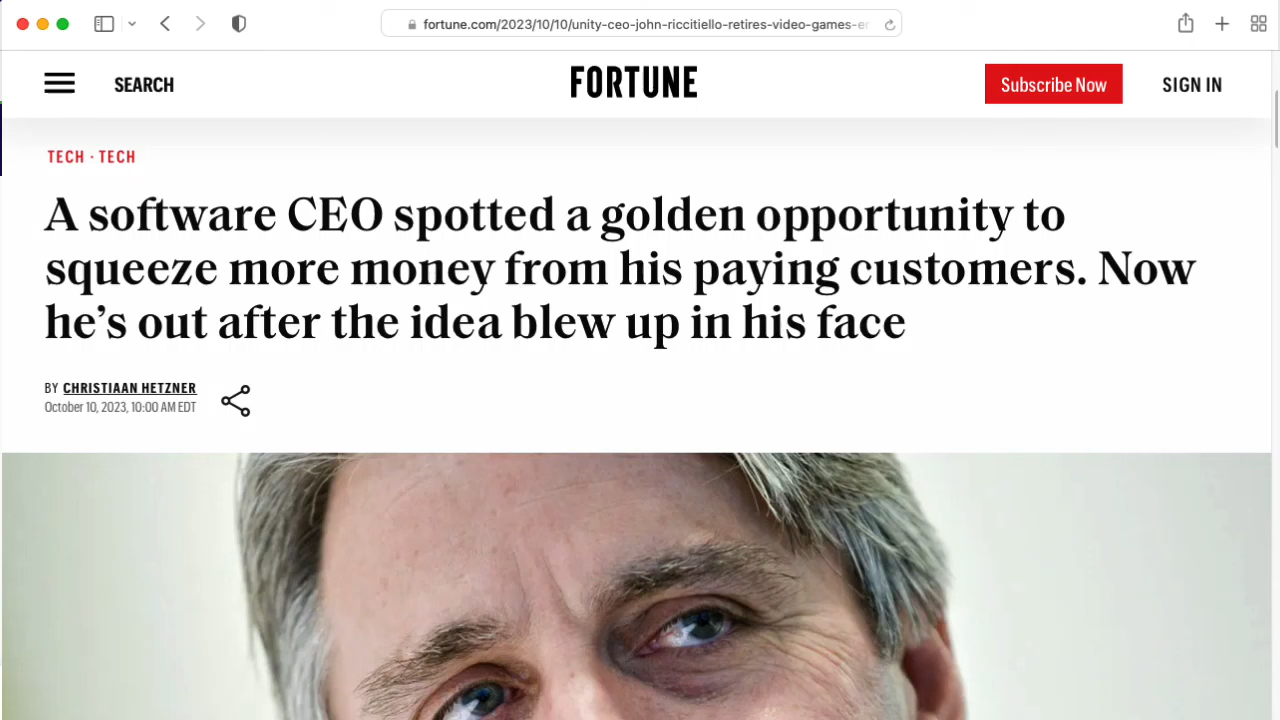 fortune.com/2023/10/10/unity-ceo-john-riccitiello-retires-video-games-
SEARCH
FORTUNE
Subscribe Now
SIGN IN
TECH · TECH
A software CEO spotted a golden opportunity to
squeeze more money from his paying customers. Now
he’s out after the idea blew up in his face
BY CHRISTIAAN HETZNER
October 10, 2023, 10:00 AM EDT